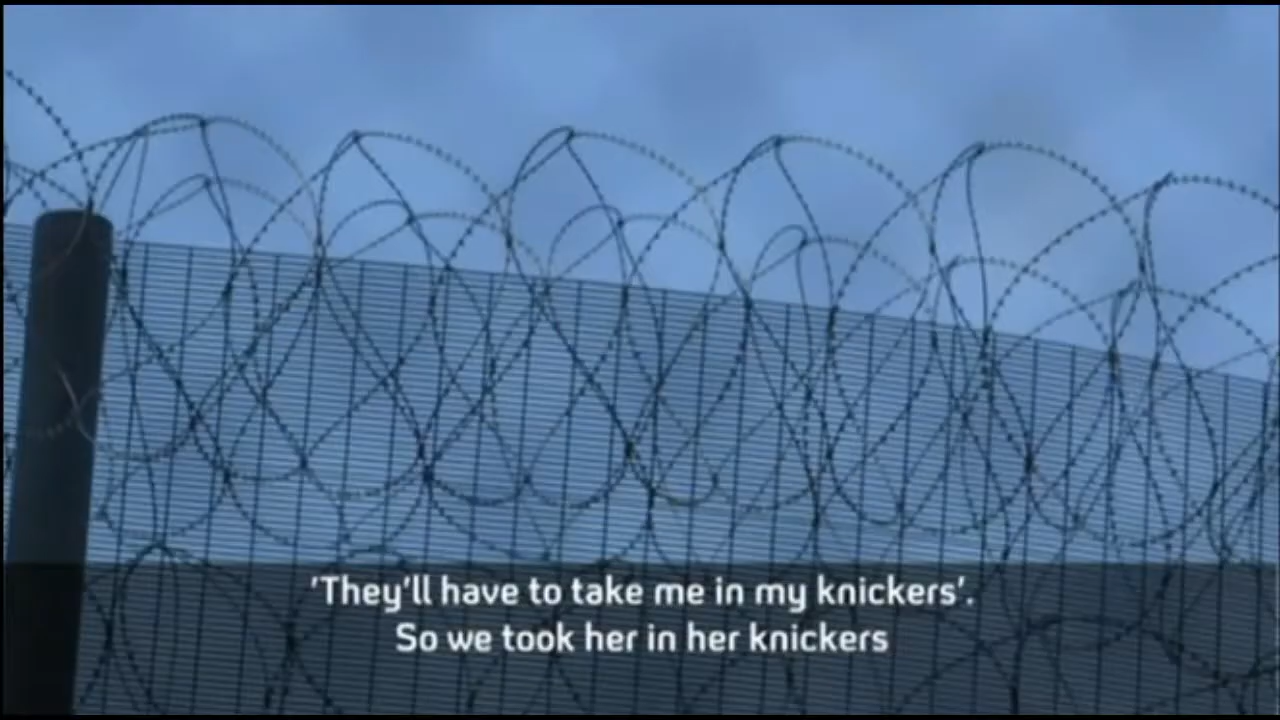 'They'll have to take me in my knickers'.
So we took her in her knickers